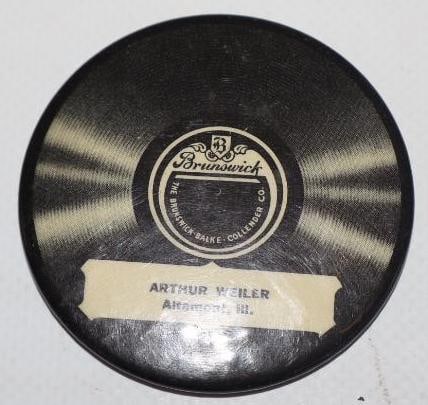 B
Brunswick
THE BRUNSWICK-BALKE-COLLENDER CO.
ARTHUR WEILER
Altamont, Ill.